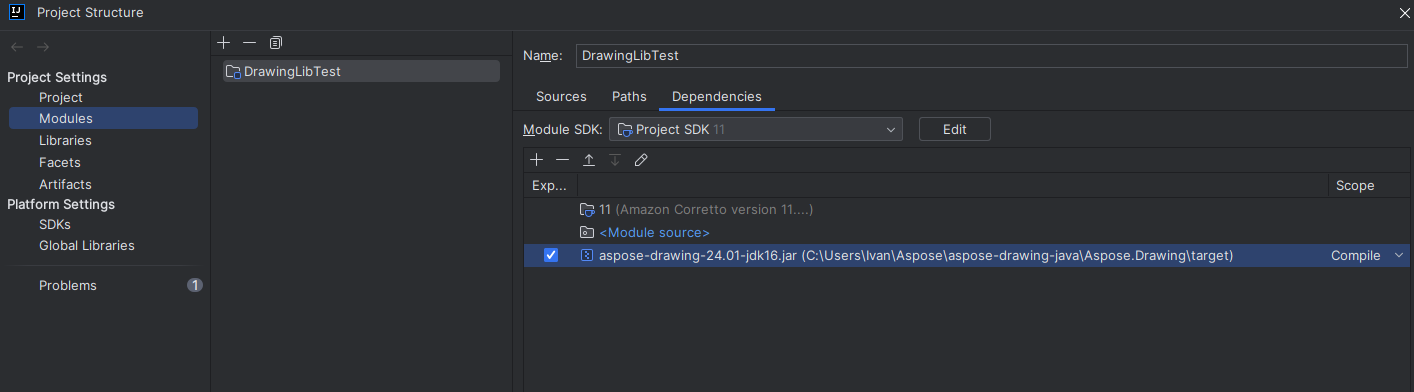 IJ Project Structure
Project Settings
Project
Modules
Libraries
Facets
Artifacts
Platform Settings
SDKs
Global Libraries
Problems 1
DrawingLibTest
Name: DrawingLibTest
Sources Paths Dependencies
Module SDK: Project SDK 11 Edit
Exp... Scope
11 (Amazon Corretto version 11....)
<Module source>
aspose-drawing-24.01-jdk16.jar (C:\Users\Ivan\Aspose\aspose-drawing-java\Aspose.Drawing\target) Compile